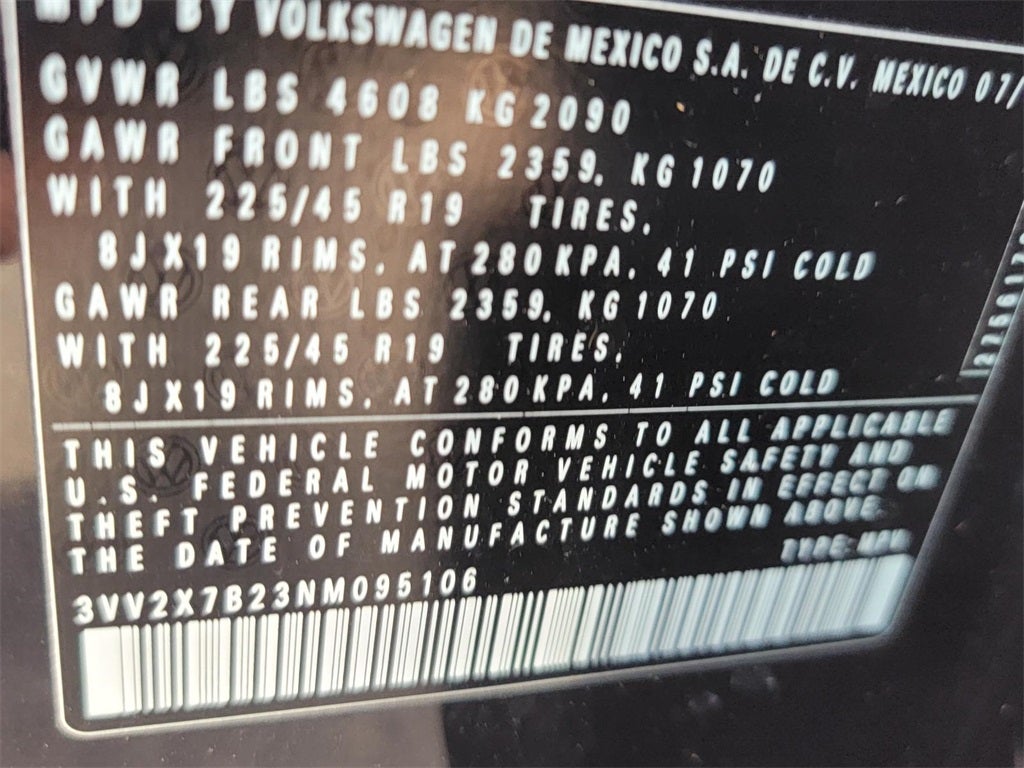 MFD BY VOLKSWAGEN DE MEXICO S.A. DE C.V. MEXICO 07/
GVWR LBS 4608 KG 2090
GAWR FRONT LBS 2359, KG 1070
WITH 225/45 R19 TIRES,
8JX19 RIMS, AT 280 KPA, 41 PSI COLD
GAWR REAR LBS 2359, KG 1070
WITH 225/45 R19 TIRES,
8JX19 RIMS, AT 280 KPA, 41 PSI COLD
THIS VEHICLE CONFORMS TO ALL APPLICABLE
U.S. FEDERAL MOTOR VEHICLE SAFETY AND
THEFT PREVENTION STANDARDS IN EFFECT ON
THE DATE OF MANUFACTURE SHOWN ABOVE
TYPE: MPV
3VV2X7B23NM095106